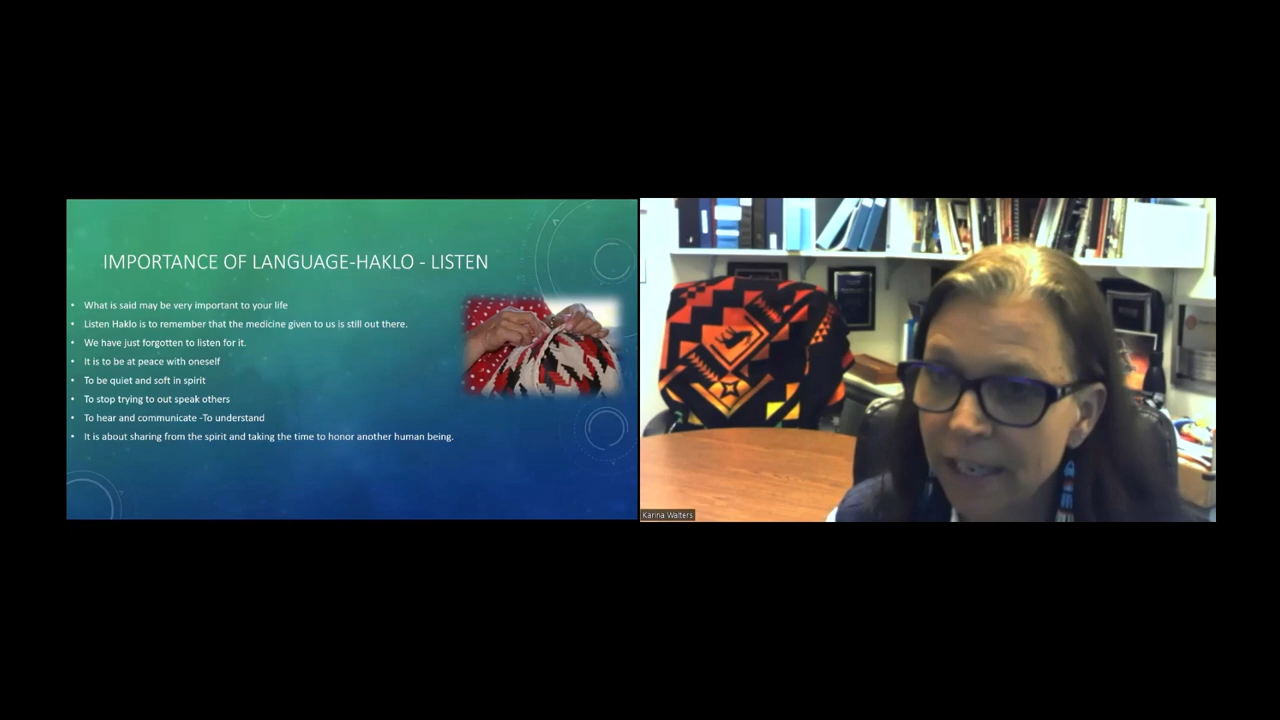 IMPORTANCE OF LANGUAGE-HAKLO - LISTEN
• What is said may be very important to your life
• Listen Haklo is to remember that the medicine given to us is still out there.
• We have just forgotten to listen for it.
• It is to be at peace with oneself
• To be quiet and soft in spirit
• To stop trying to out speak others
• To hear and communicate -To understand
• It is about sharing from the spirit and taking the time to honor another human being.
Karina Walters